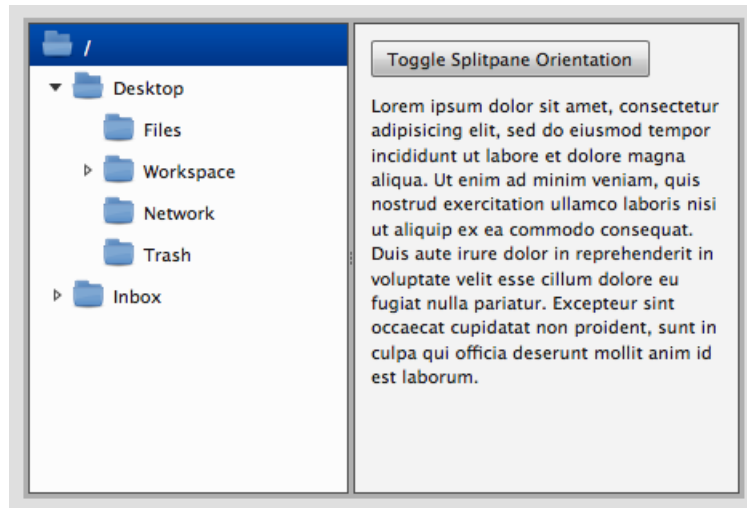 /
Desktop
Files
Workspace
Network
Trash
Inbox
Toggle Splitpane Orientation
Lorem ipsum dolor sit amet, consectetur
adipisicing elit, sed do eiusmod tempor
incididunt ut labore et dolore magna
aliqua. Ut enim ad minim veniam, quis
nostrud exercitation ullamco laboris nisi
ut aliquip ex ea commodo consequat.
Duis aute irure dolor in reprehenderit in
voluptate velit esse cillum dolore eu
fugiat nulla pariatur. Excepteur sint
occaecat cupidatat non proident, sunt in
culpa qui officia deserunt mollit anim id
est laborum.